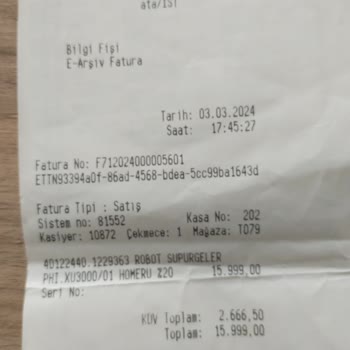 ata/ISI
Bilgi Fişi
E-Arşiv Fatura
Tarih: 03.03.2024
Saat: 17:45:27
Fatura No: F712024000005601
ETTN93394a0f-86ad-4568-bdea-5cc99ba1643d
Fatura Tipi : Satış
Sistem no: 81552 Kasa No: 202
Kasiyer: 10872 Çekmece: 1 Mağaza: T079
40122440.1229363 ROBOT SUPURGELER
PHI.XU3000/01 HOMERU %20 15.999,00
Seri No:
KDV Toplam: 2.666,50
Toplam: 15.999,00